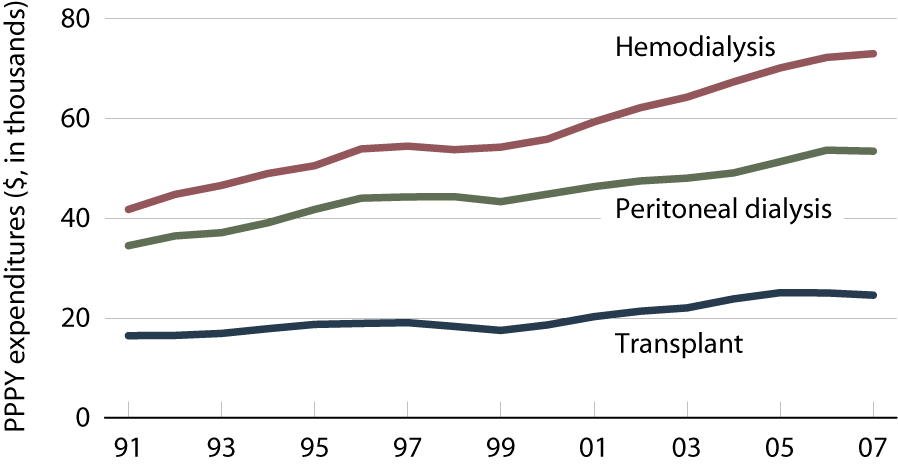 PPPY expenditures ($, in thousands)
80
60
40
20
0
Hemodialysis
Peritoneal dialysis
Transplant
91 93 95 97 99 01 03 05 07